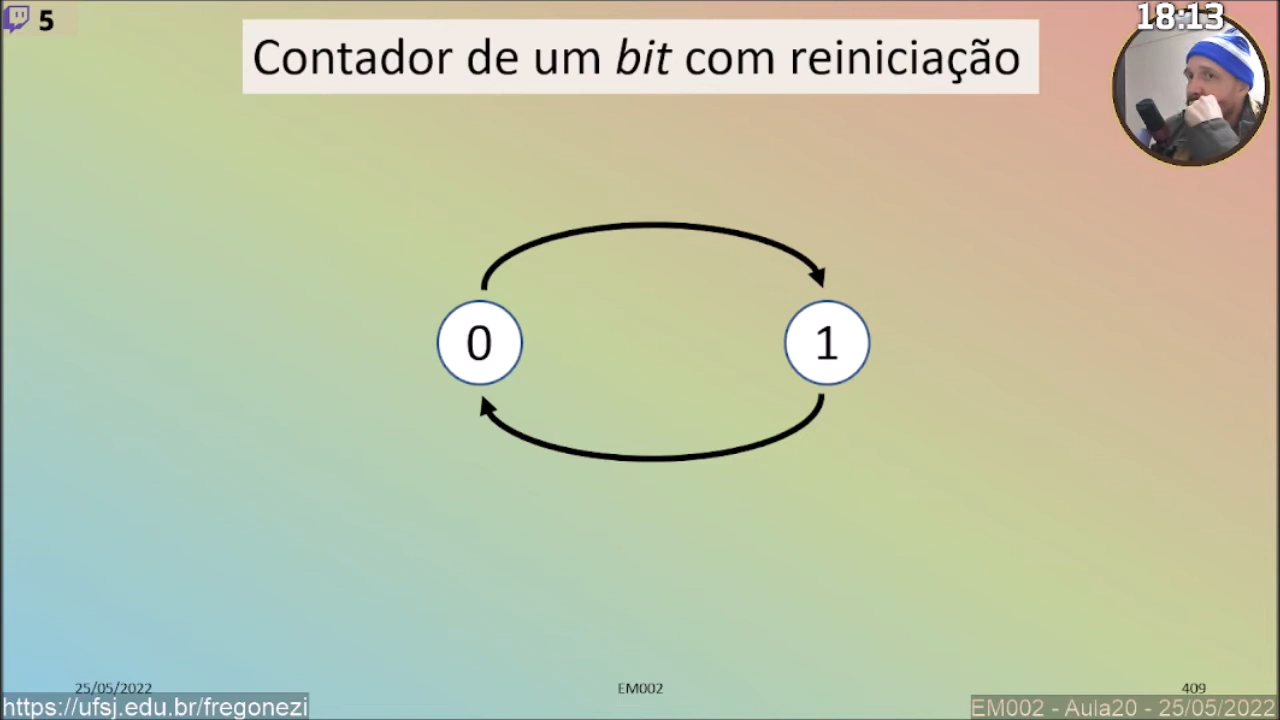 5
18:13
Contador de um bit com reiniciação
0
1
25/05/2022
EM002
409
https://ufsj.edu.br/fregonezi
EM002 - Aula20 - 25/05/2022